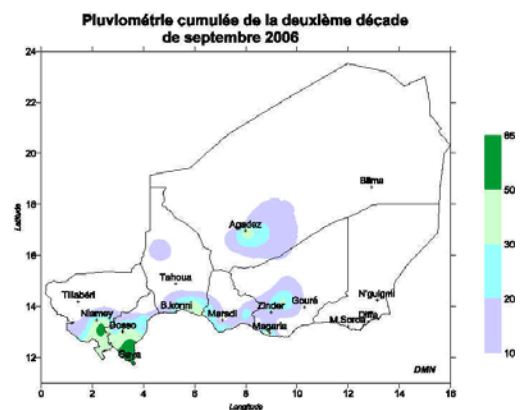 Pluviométrie cumulée de la deuxième décade
de septembre 2006
24
22
20
18
16
14
12
Latitude
0
2
4
6
8
10
12
14
16
18
Longitude
Bilma
Agadez
Tahoua
Tillabéri
B.konni
Niamey
Dosso
Gaya
Maradi
Zinder
Gouré
Magaria
N'guigmi
Diffa
M.Soroa
DMN
65
50
30
20
10